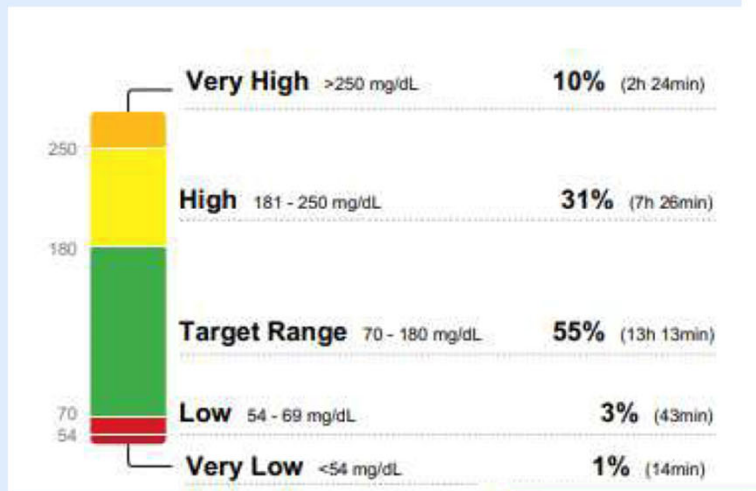 Very High >250 mg/dL 10% (2h 24min)
250
High 181 - 250 mg/dL 31% (7h 26min)
180
Target Range 70 - 180 mg/dL 55% (13h 13min)
70
Low 54 - 69 mg/dL 3% (43min)
54
Very Low <54 mg/dL 1% (14min)